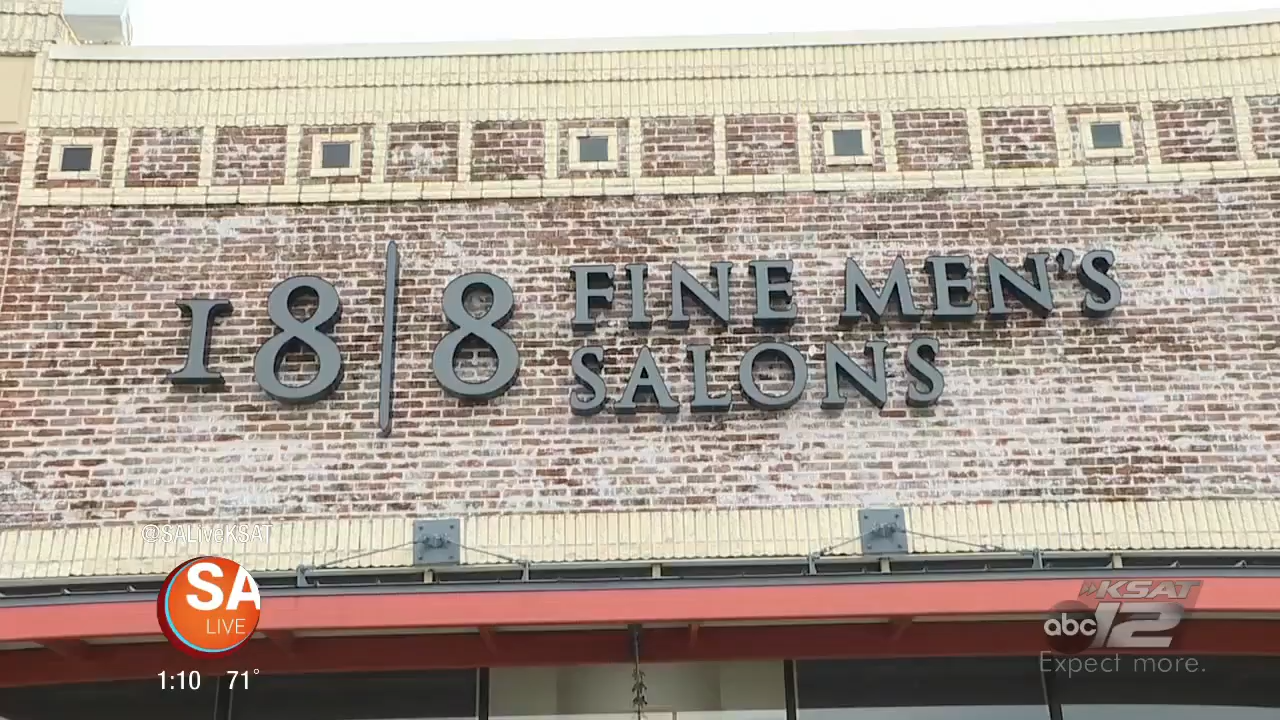 18|8 FINE MEN'S
SALONS
@SALiveKSAT
SA
LIVE
1:10 71°
KSAT
abc 12
Expect more.